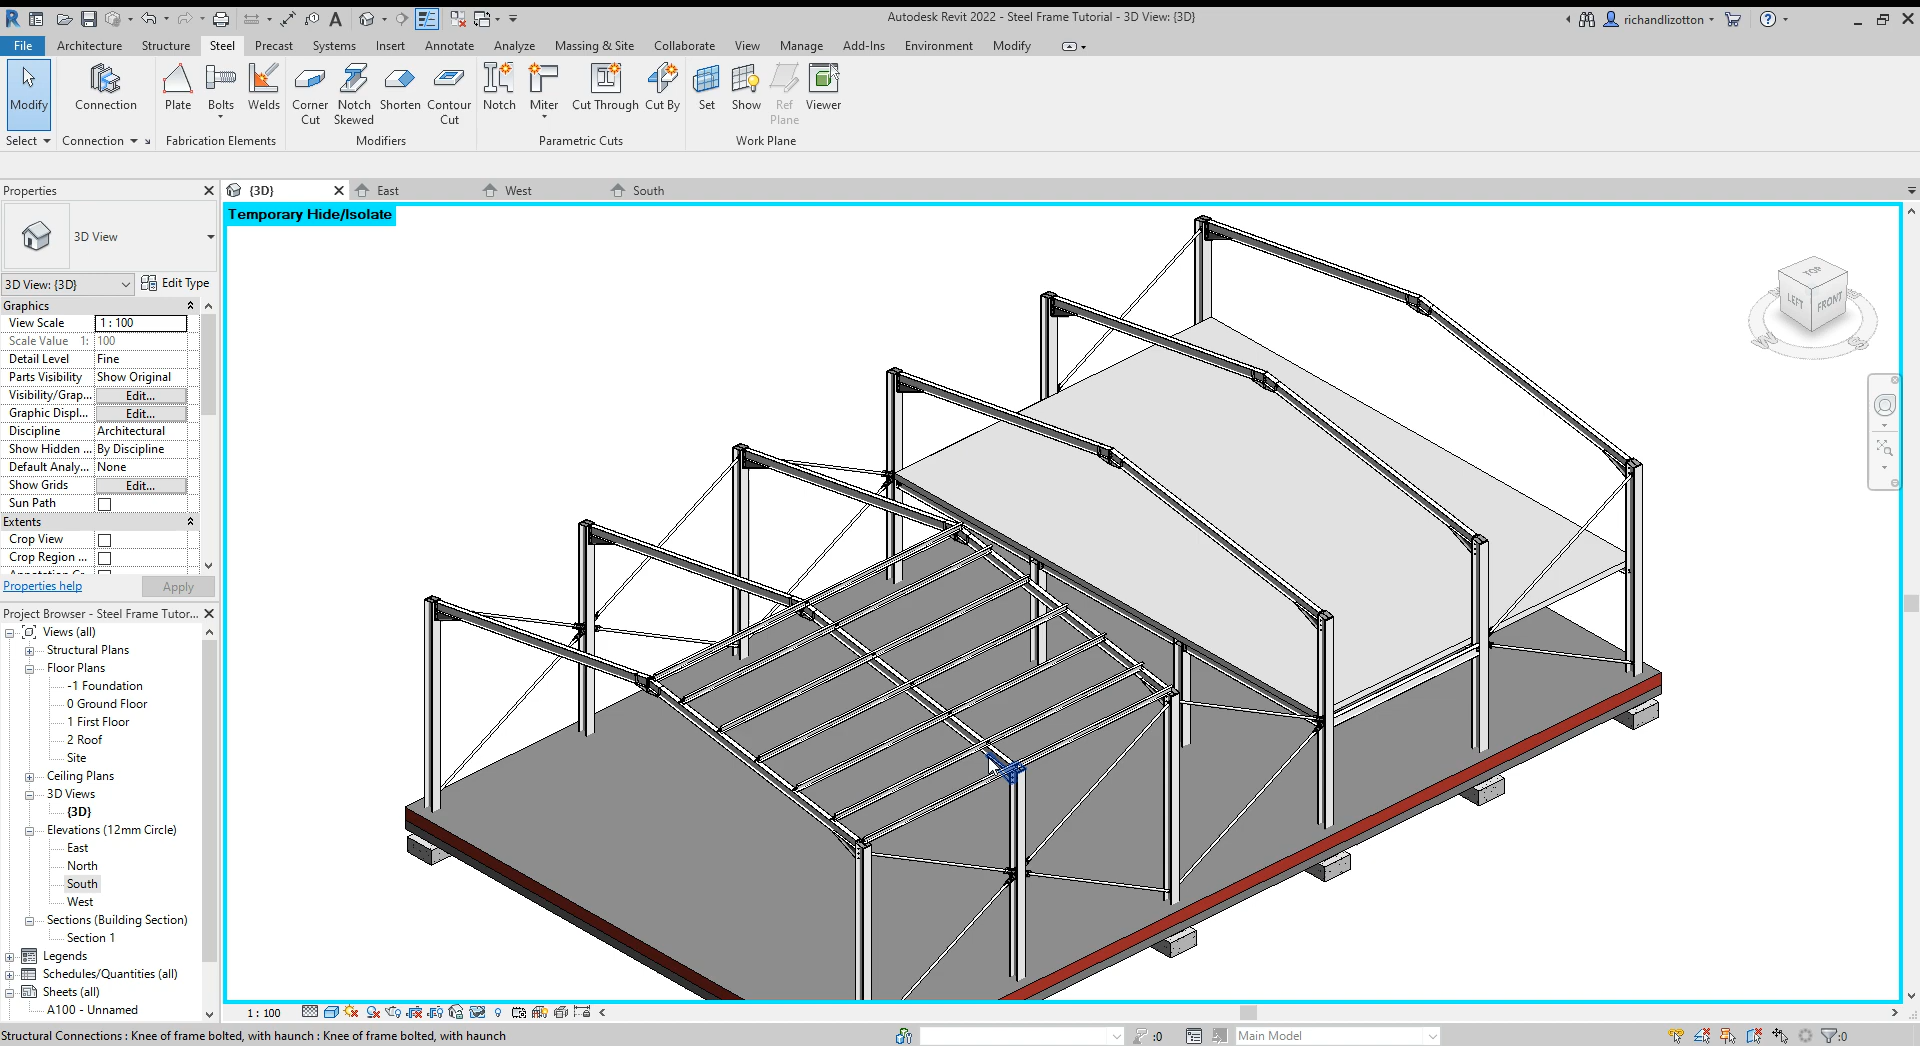 Autodesk Revit 2022 - Steel Frame Tutorial - 3D View: {3D}
richandlizotton
File Architecture Structure Steel Precast Systems Insert Annotate Analyze Massing & Site Collaborate View Manage Add-Ins Environment Modify
Modify Connection Plate Bolts Welds Corner Cut Notch Skewed Shorten Contour Cut Notch Miter Cut Through Cut By Set Show Ref Plane Viewer
Select Connection Fabrication Elements Modifiers Parametric Cuts Work Plane
Properties
{3D} East West South
Temporary Hide/Isolate
3D View
3D View: {3D} Edit Type
Graphics
View Scale 1 : 100
Scale Value 1: 100
Detail Level Fine
Parts Visibility Show Original
Visibility/Grap... Edit...
Graphic Displ... Edit...
Discipline Architectural
Show Hidden ... By Discipline
Default Analy... None
Show Grids Edit...
Sun Path
Extents
Crop View
Crop Region ...
Properties help Apply
TOP
LEFT FRONT
W S
Project Browser - Steel Frame Tutor...
Views (all)
Structural Plans
Floor Plans
-1 Foundation
0 Ground Floor
1 First Floor
2 Roof
Site
Ceiling Plans
3D Views
{3D}
Elevations (12mm Circle)
East
North
South
West
Sections (Building Section)
Section 1
Legends
Schedules/Quantities (all)
Sheets (all)
A100 - Unnamed
1 : 100
Structural Connections : Knee of frame bolted, with haunch : Knee of frame bolted, with haunch
:0
Main Model
:0